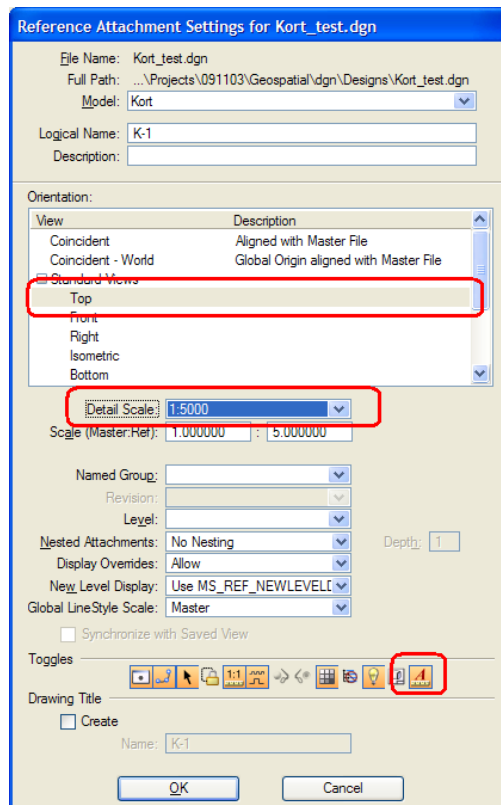 Reference Attachment Settings for Kort_test.dgn
File Name: Kort_test.dgn
Full Path: ...\Projects\091103\Geospatial\dgn\Designs\Kort_test.dgn
Model: Kort
Logical Name: K-1
Description:
Orientation:
View Description
Coincident Aligned with Master File
Coincident - World Global Origin aligned with Master File
Standard Views
Top
Front
Right
Isometric
Bottom
Detail Scale: 1:5000
Scale (Master:Ref): 1.000000 : 5.000000
Named Group:
Revision:
Level:
Nested Attachments: No Nesting Depth: 1
Display Overrides: Allow
New Level Display: Use MS_REF_NEWLEVELD
Global LineStyle Scale: Master
Synchronize with Saved View
Toggles
1:1 A
Drawing Title
Create
Name: K-1
OK Cancel